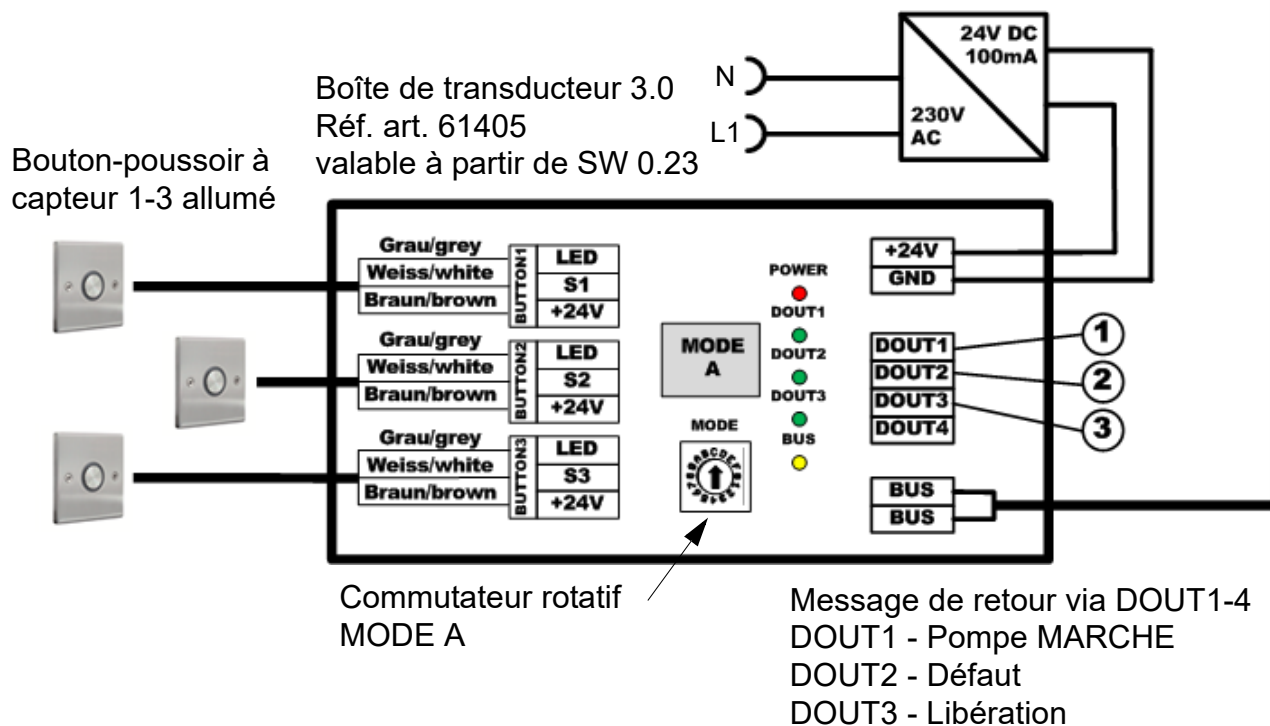 24V DC
100mA
230V
AC
N
L1
Boîte de transducteur 3.0
Réf. art. 61405
valable à partir de SW 0.23
Bouton-poussoir à
capteur 1-3 allumé
Grau/grey
Weiss/white
Braun/brown
BUTTON1
LED
S1
+24V
Grau/grey
Weiss/white
Braun/brown
BUTTON2
LED
S2
+24V
Grau/grey
Weiss/white
Braun/brown
BUTTON3
LED
S3
+24V
MODE
A
MODE
POWER
DOUT1
DOUT2
DOUT3
BUS
+24V
GND
DOUT1
DOUT2
DOUT3
DOUT4
1
2
3
BUS
BUS
Commutateur rotatif
MODE A
Message de retour via DOUT1-4
DOUT1 - Pompe MARCHE
DOUT2 - Défaut
DOUT3 - Libération